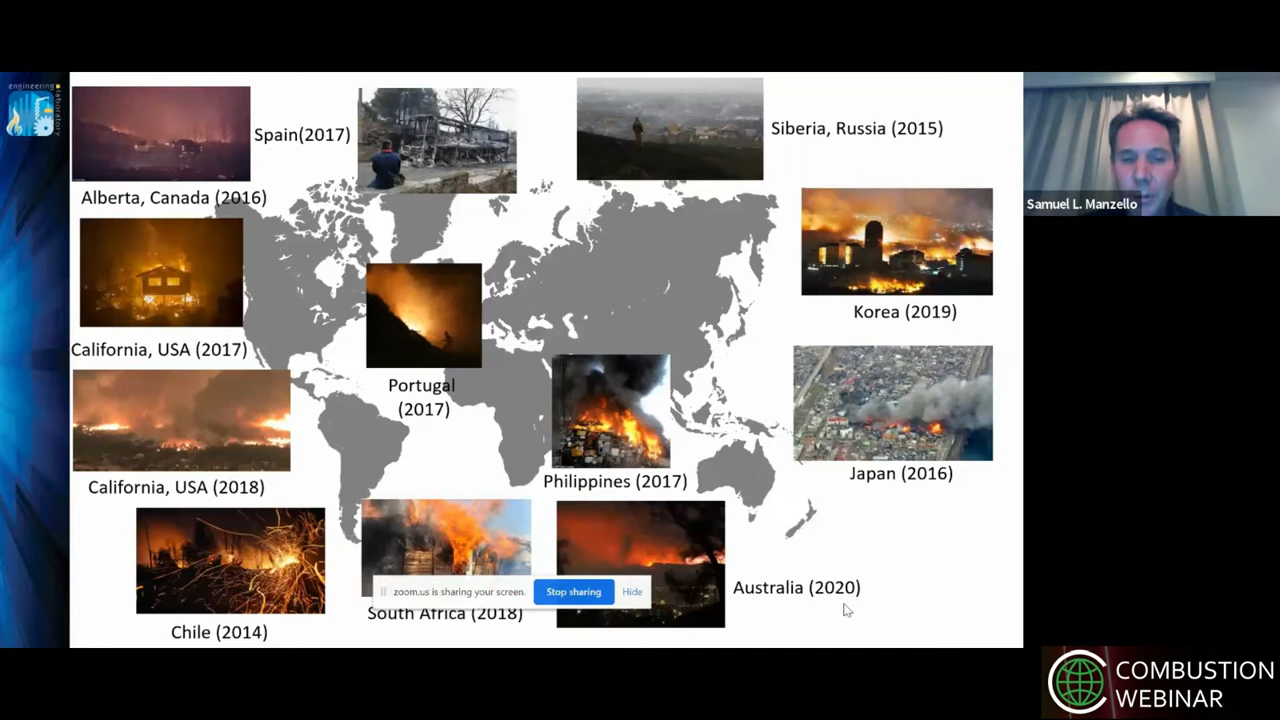 engineering
laboratory
Spain(2017)
Siberia, Russia (2015)
Alberta, Canada (2016)
Samuel L. Manzello
Korea (2019)
California, USA (2017)
Portugal
(2017)
Japan (2016)
Philippines (2017)
California, USA (2018)
zoom.us is sharing your screen.
Stop sharing
Hide
Australia (2020)
South Africa (2018)
Chile (2014)
COMBUSTION
WEBINAR